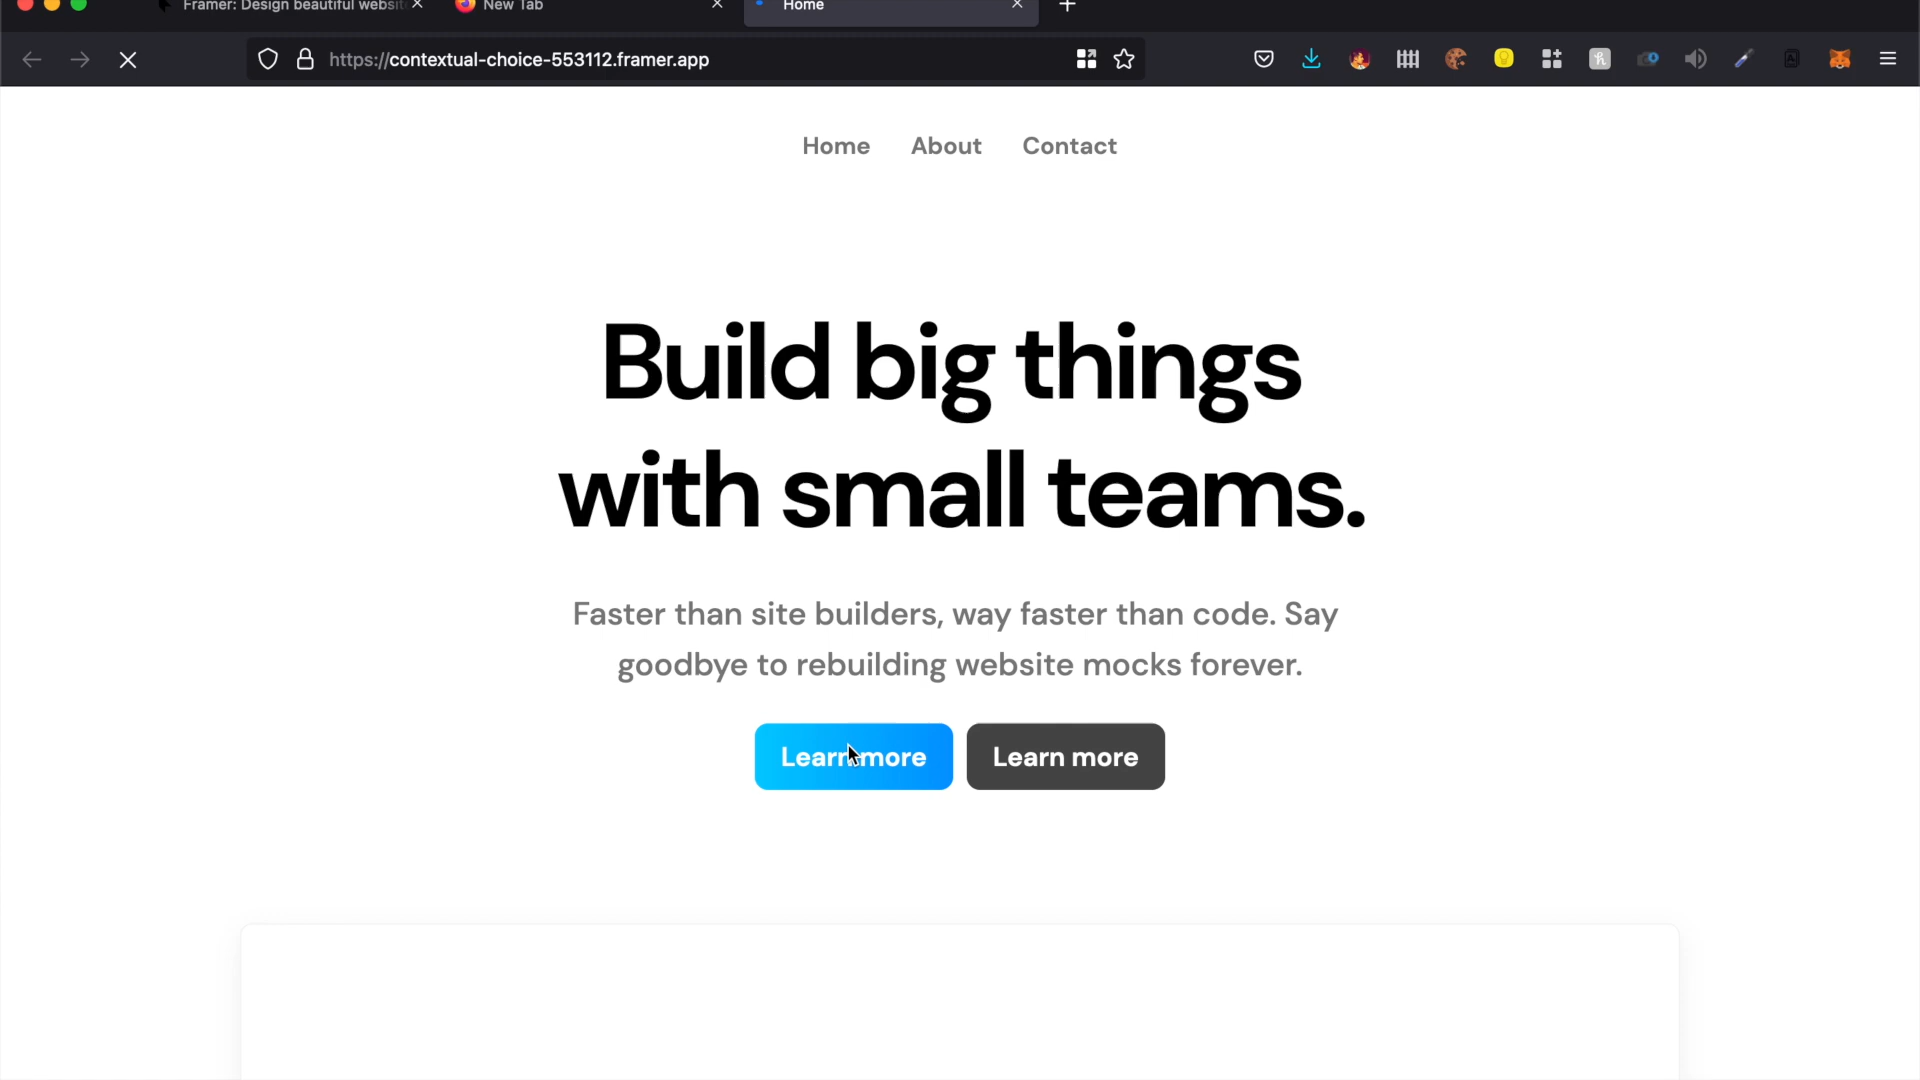 Framer: Design beautiful websit
New Tab
Home
https://contextual-choice-553112.framer.app
Home About Contact
Build big things
with small teams.
Faster than site builders, way faster than code. Say
goodbye to rebuilding website mocks forever.
Learn more Learn more